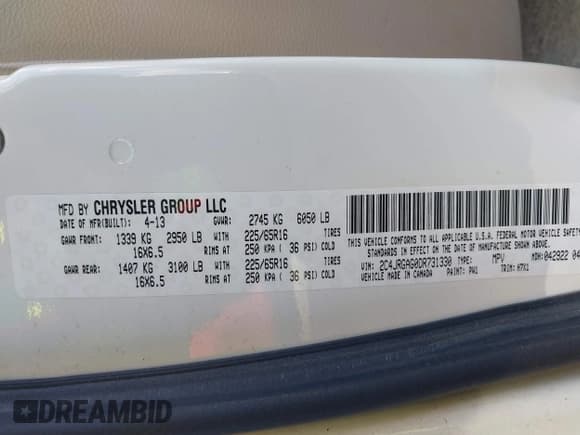 MFD BY CHRYSLER GROUP LLC
DATE OF MFR(BUILT): 4-13 GVWR: 2745 KG 6050 LB
GAWR FRONT: 1339 KG 2950 LB WITH 225/65R16 TIRES
16X6.5 RIMS AT 250 KPA ( 36 PSI) COLD
GAWR REAR: 1407 KG 3100 LB WITH 225/65R16 TIRES
16X6.5 RIMS AT 250 KPA ( 36 PSI) COLD
THIS VEHICLE CONFORMS TO ALL APPLICABLE U.S.A. FEDERAL MOTOR VEHICLE SAFETY
STANDARDS IN EFFECT ON THE DATE OF MANUFACTURE SHOWN ABOVE.
VIN: 2C4JRGAG0DR731330 TYPE: MPV MDH: 042922 04
VEHICLE MADE IN CANADA PAINT: PW1 TRIM: H7X1
DREAMBID